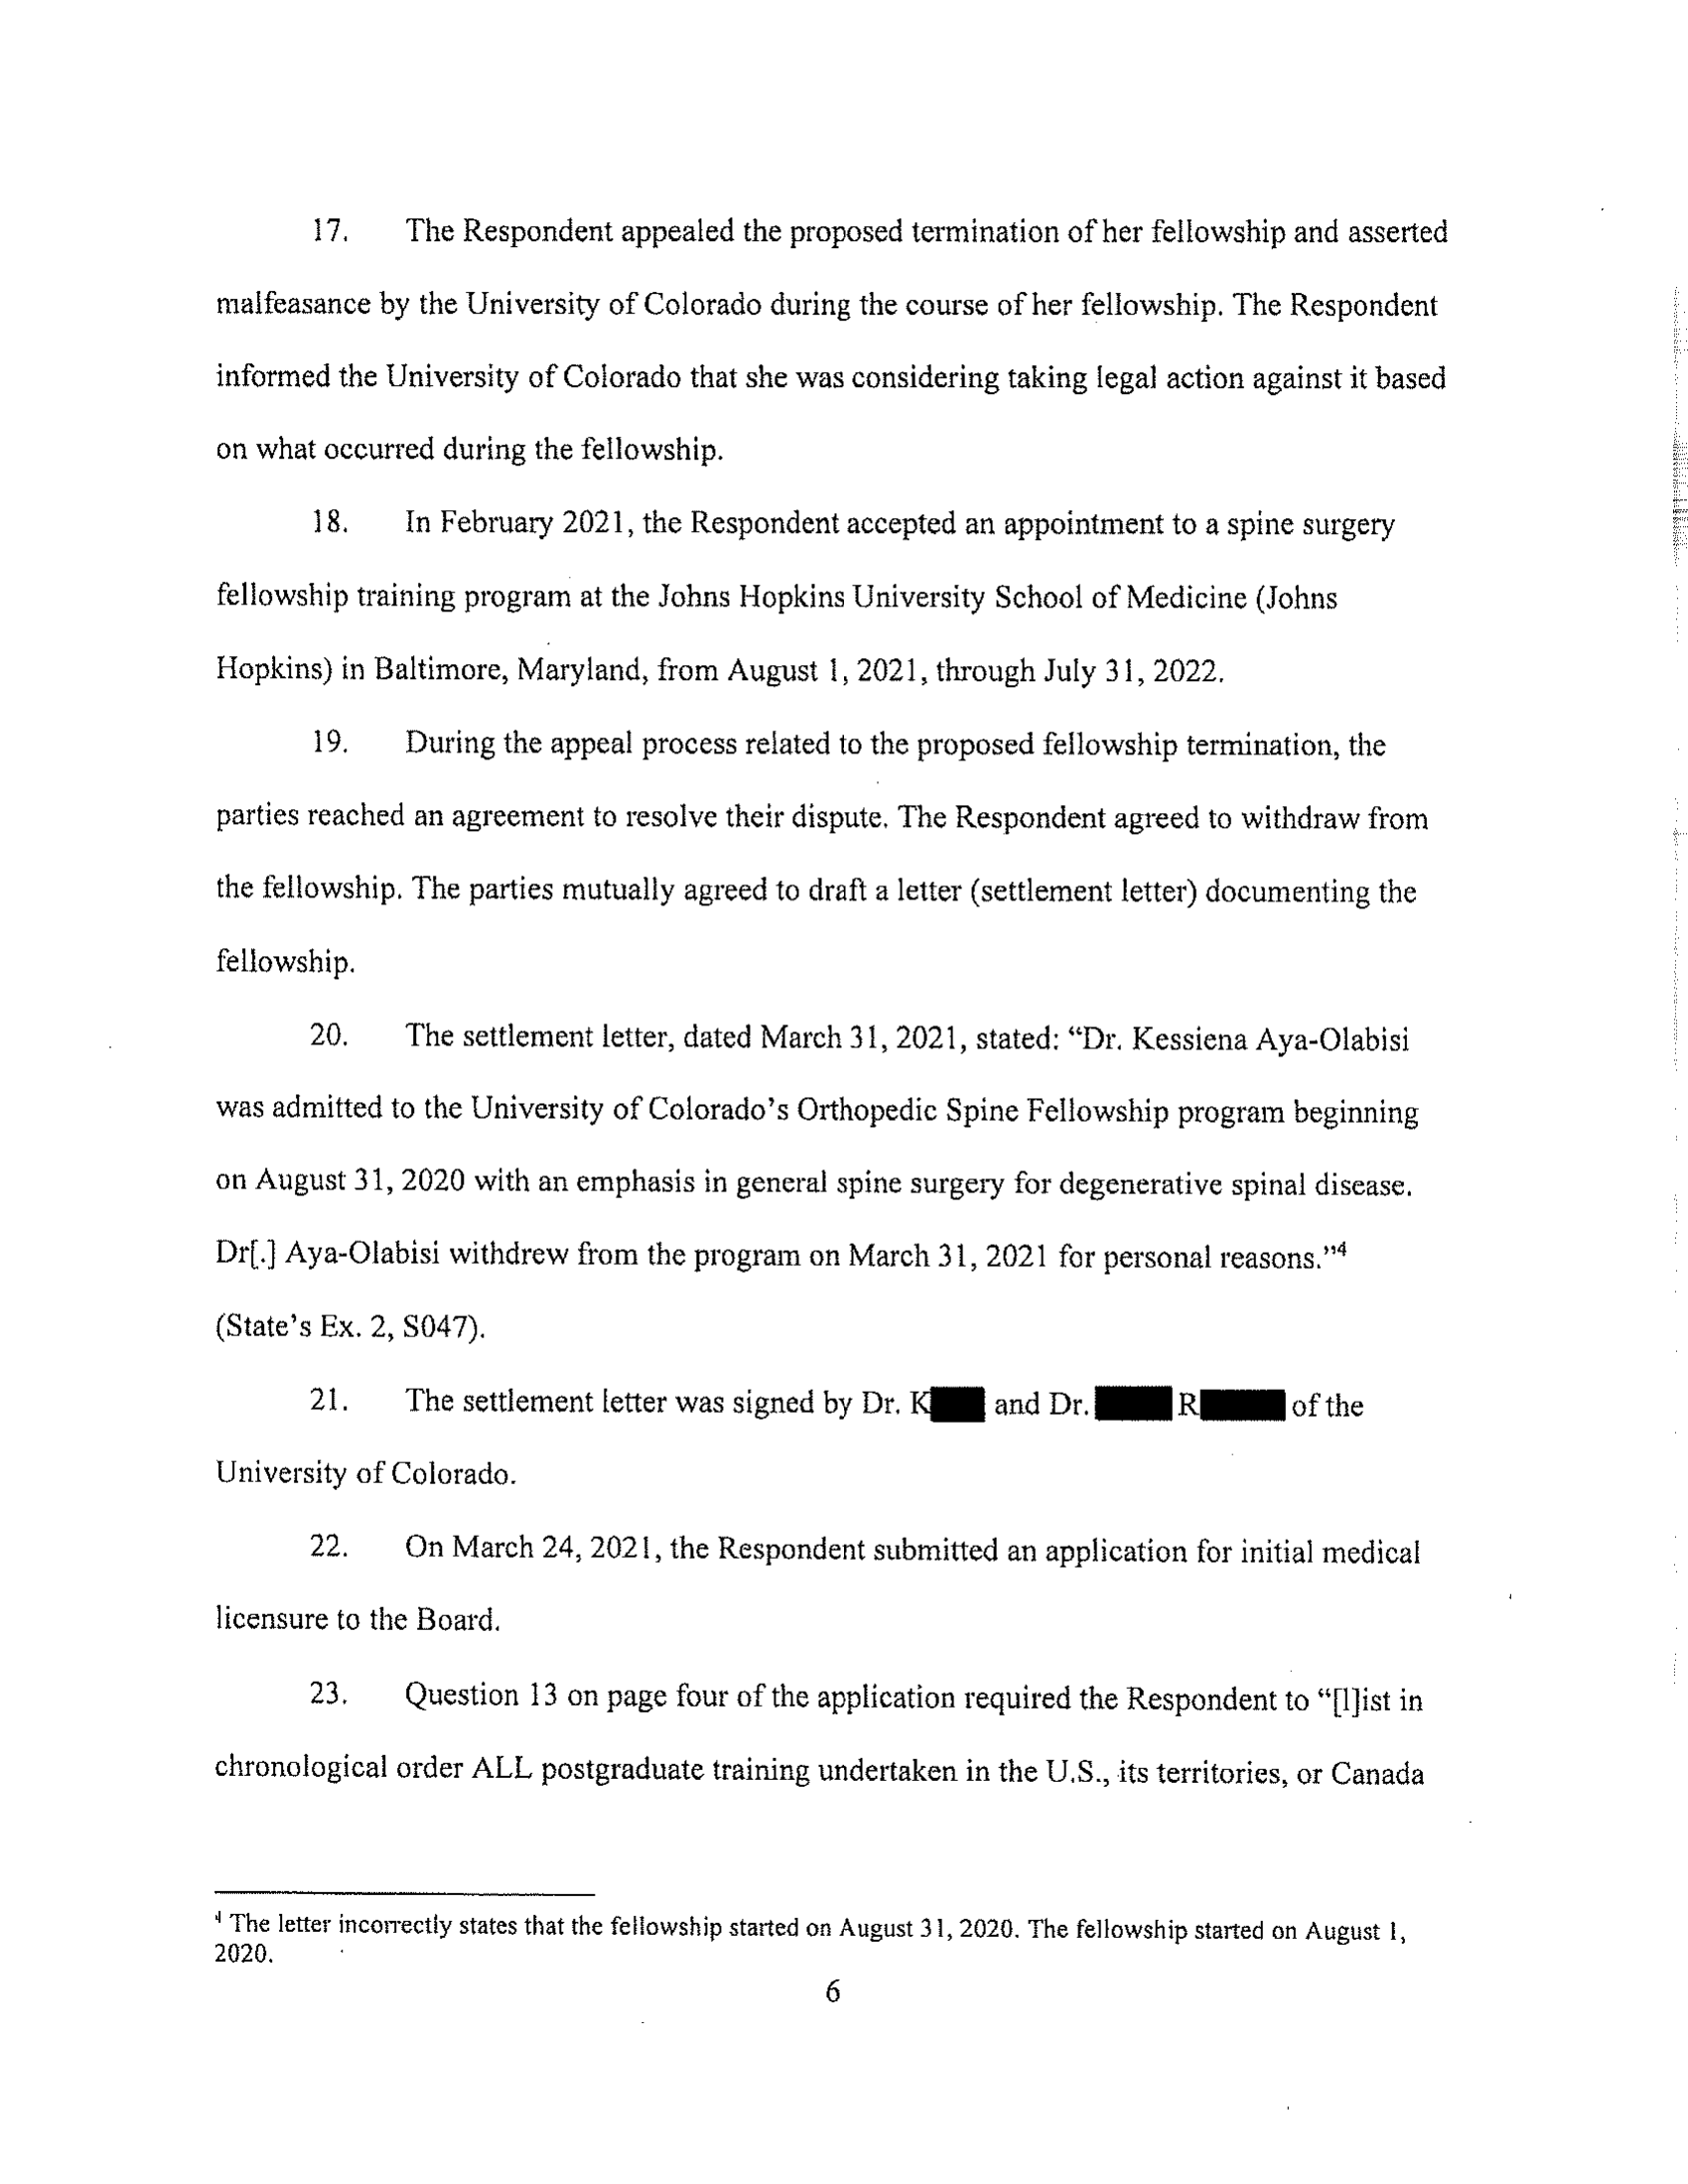 17. The Respondent appealed the proposed termination of her fellowship and asserted
malfeasance by the University of Colorado during the course of her fellowship. The Respondent
informed the University of Colorado that she was considering taking legal action against it based
on what occurred during the fellowship.
18. In February 2021, the Respondent accepted an appointment to a spine surgery
fellowship training program at the Johns Hopkins University School of Medicine (Johns
Hopkins) in Baltimore, Maryland, from August 1, 2021, through July 31, 2022.
19. During the appeal process related to the proposed fellowship termination, the
parties reached an agreement to resolve their dispute. The Respondent agreed to withdraw from
the fellowship. The parties mutually agreed to draft a letter (settlement letter) documenting the
fellowship.
20. The settlement letter, dated March 31, 2021, stated: “Dr. Kessiena Aya-Olabisi
was admitted to the University of Colorado’s Orthopedic Spine Fellowship program beginning
on August 31, 2020 with an emphasis in general spine surgery for degenerative spinal disease.
Dr[.] Aya-Olabisi withdrew from the program on March 31, 2021 for personal reasons.”4
(State’s Ex. 2, S047).
21. The settlement letter was signed by Dr. K and Dr. R of the
University of Colorado.
22. On March 24, 2021, the Respondent submitted an application for initial medical
licensure to the Board.
23. Question 13 on page four of the application required the Respondent to “[l]ist in
chronological order ALL postgraduate training undertaken in the U.S., its territories, or Canada
4 The letter incorrectly states that the fellowship started on August 31, 2020. The fellowship started on August 1,
2020.
6